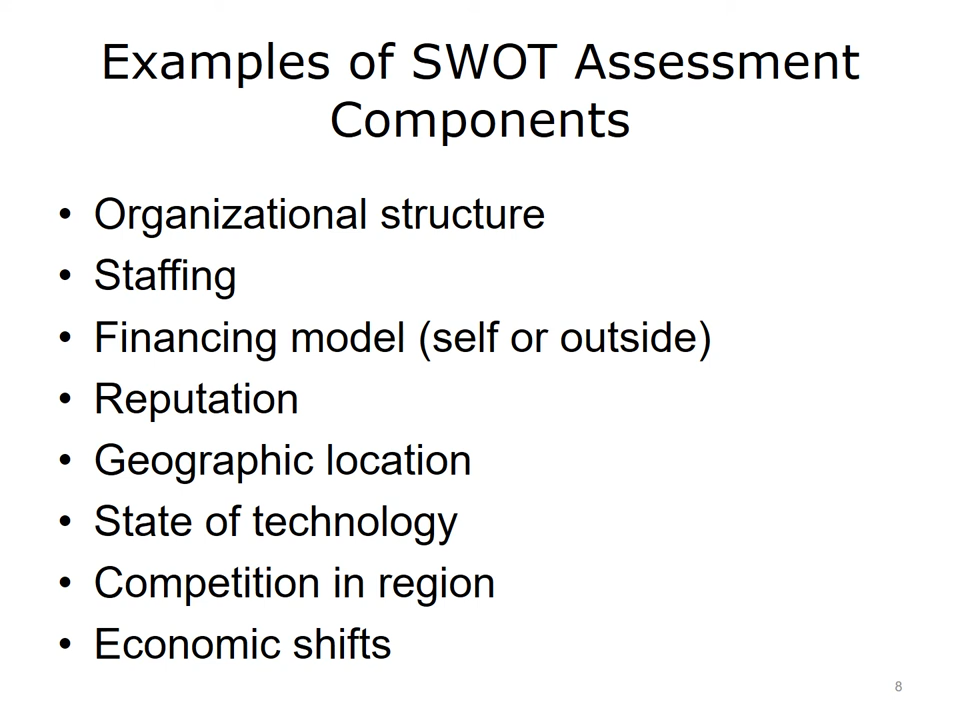 Examples of SWOT Assessment
Components
• Organizational structure
• Staffing
• Financing model (self or outside)
• Reputation
• Geographic location
• State of technology
• Competition in region
• Economic shifts
8